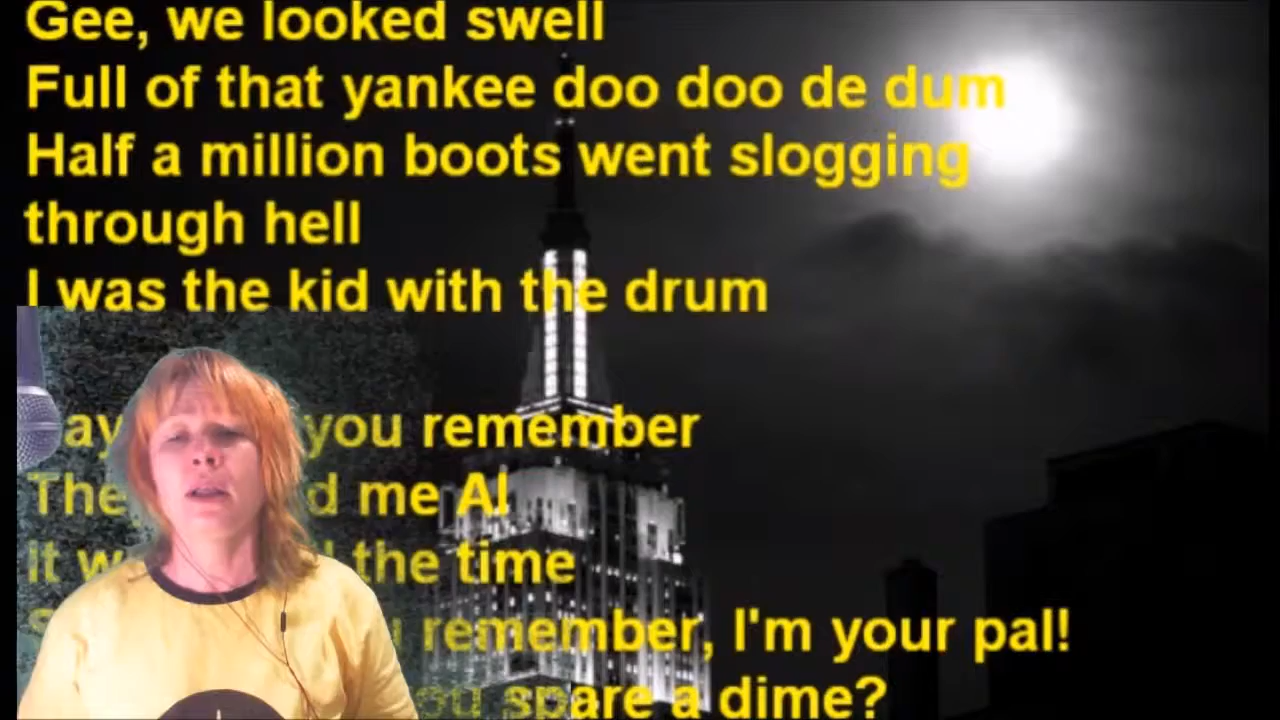 Gee, we looked swell
Full of that yankee doo doo de dum
Half a million boots went slogging
through hell
I was the kid with the drum
you remember
me Al
the time
remember, I'm your pal!
spare a dime?